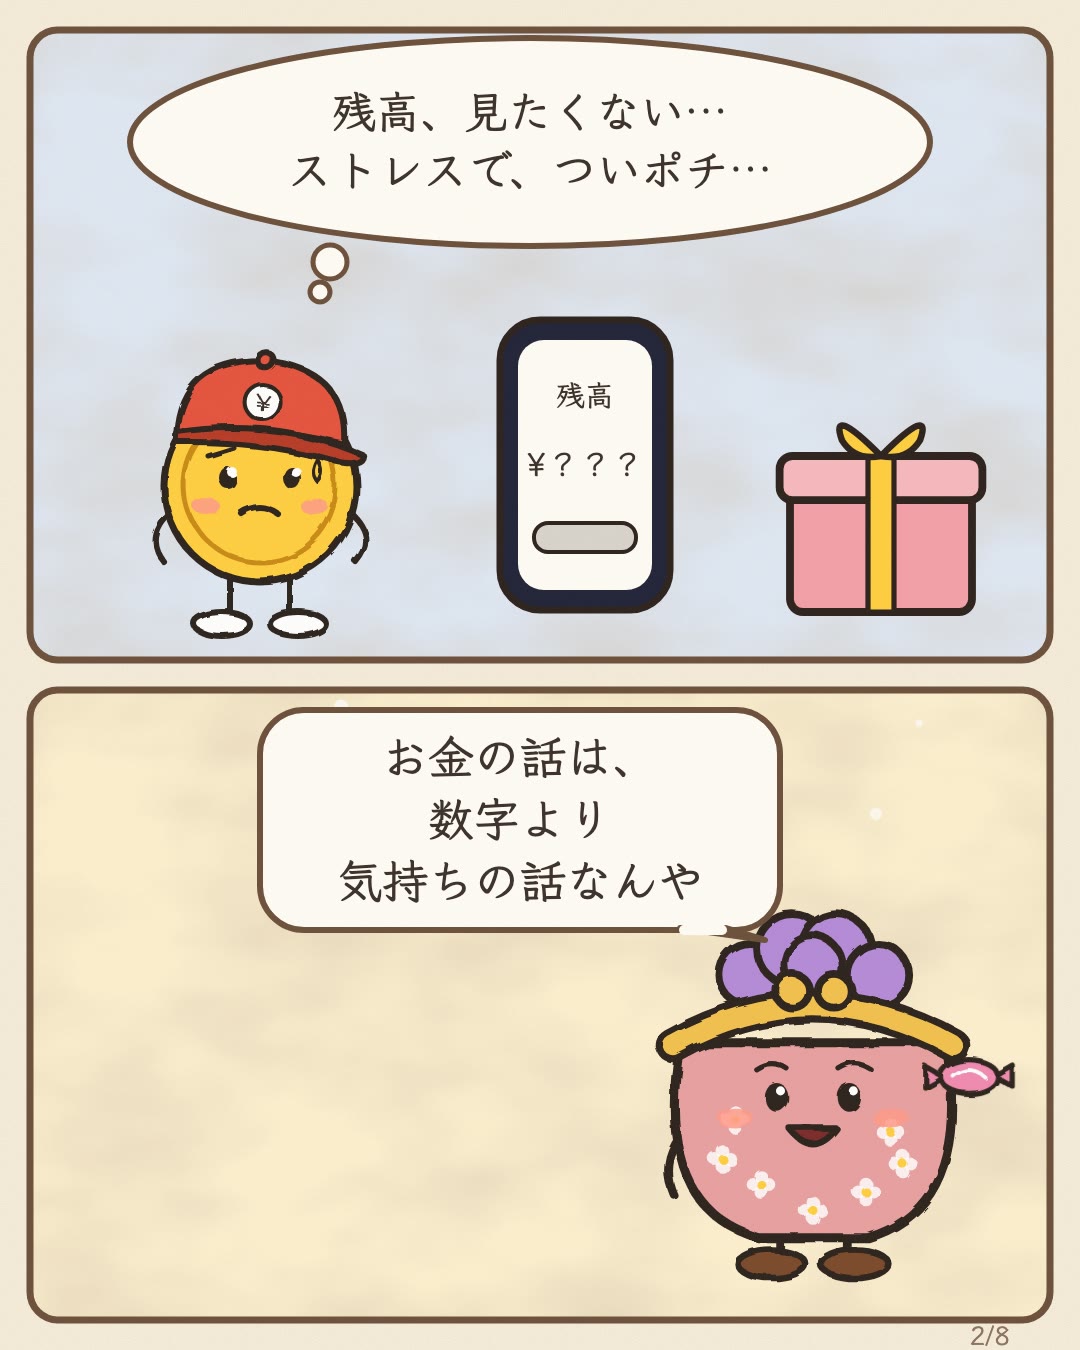 残高、見たくない…
ストレスで、ついポチ…
¥
残高
¥？？？
お金の話は、
数字より
気持ちの話なんや
2/8